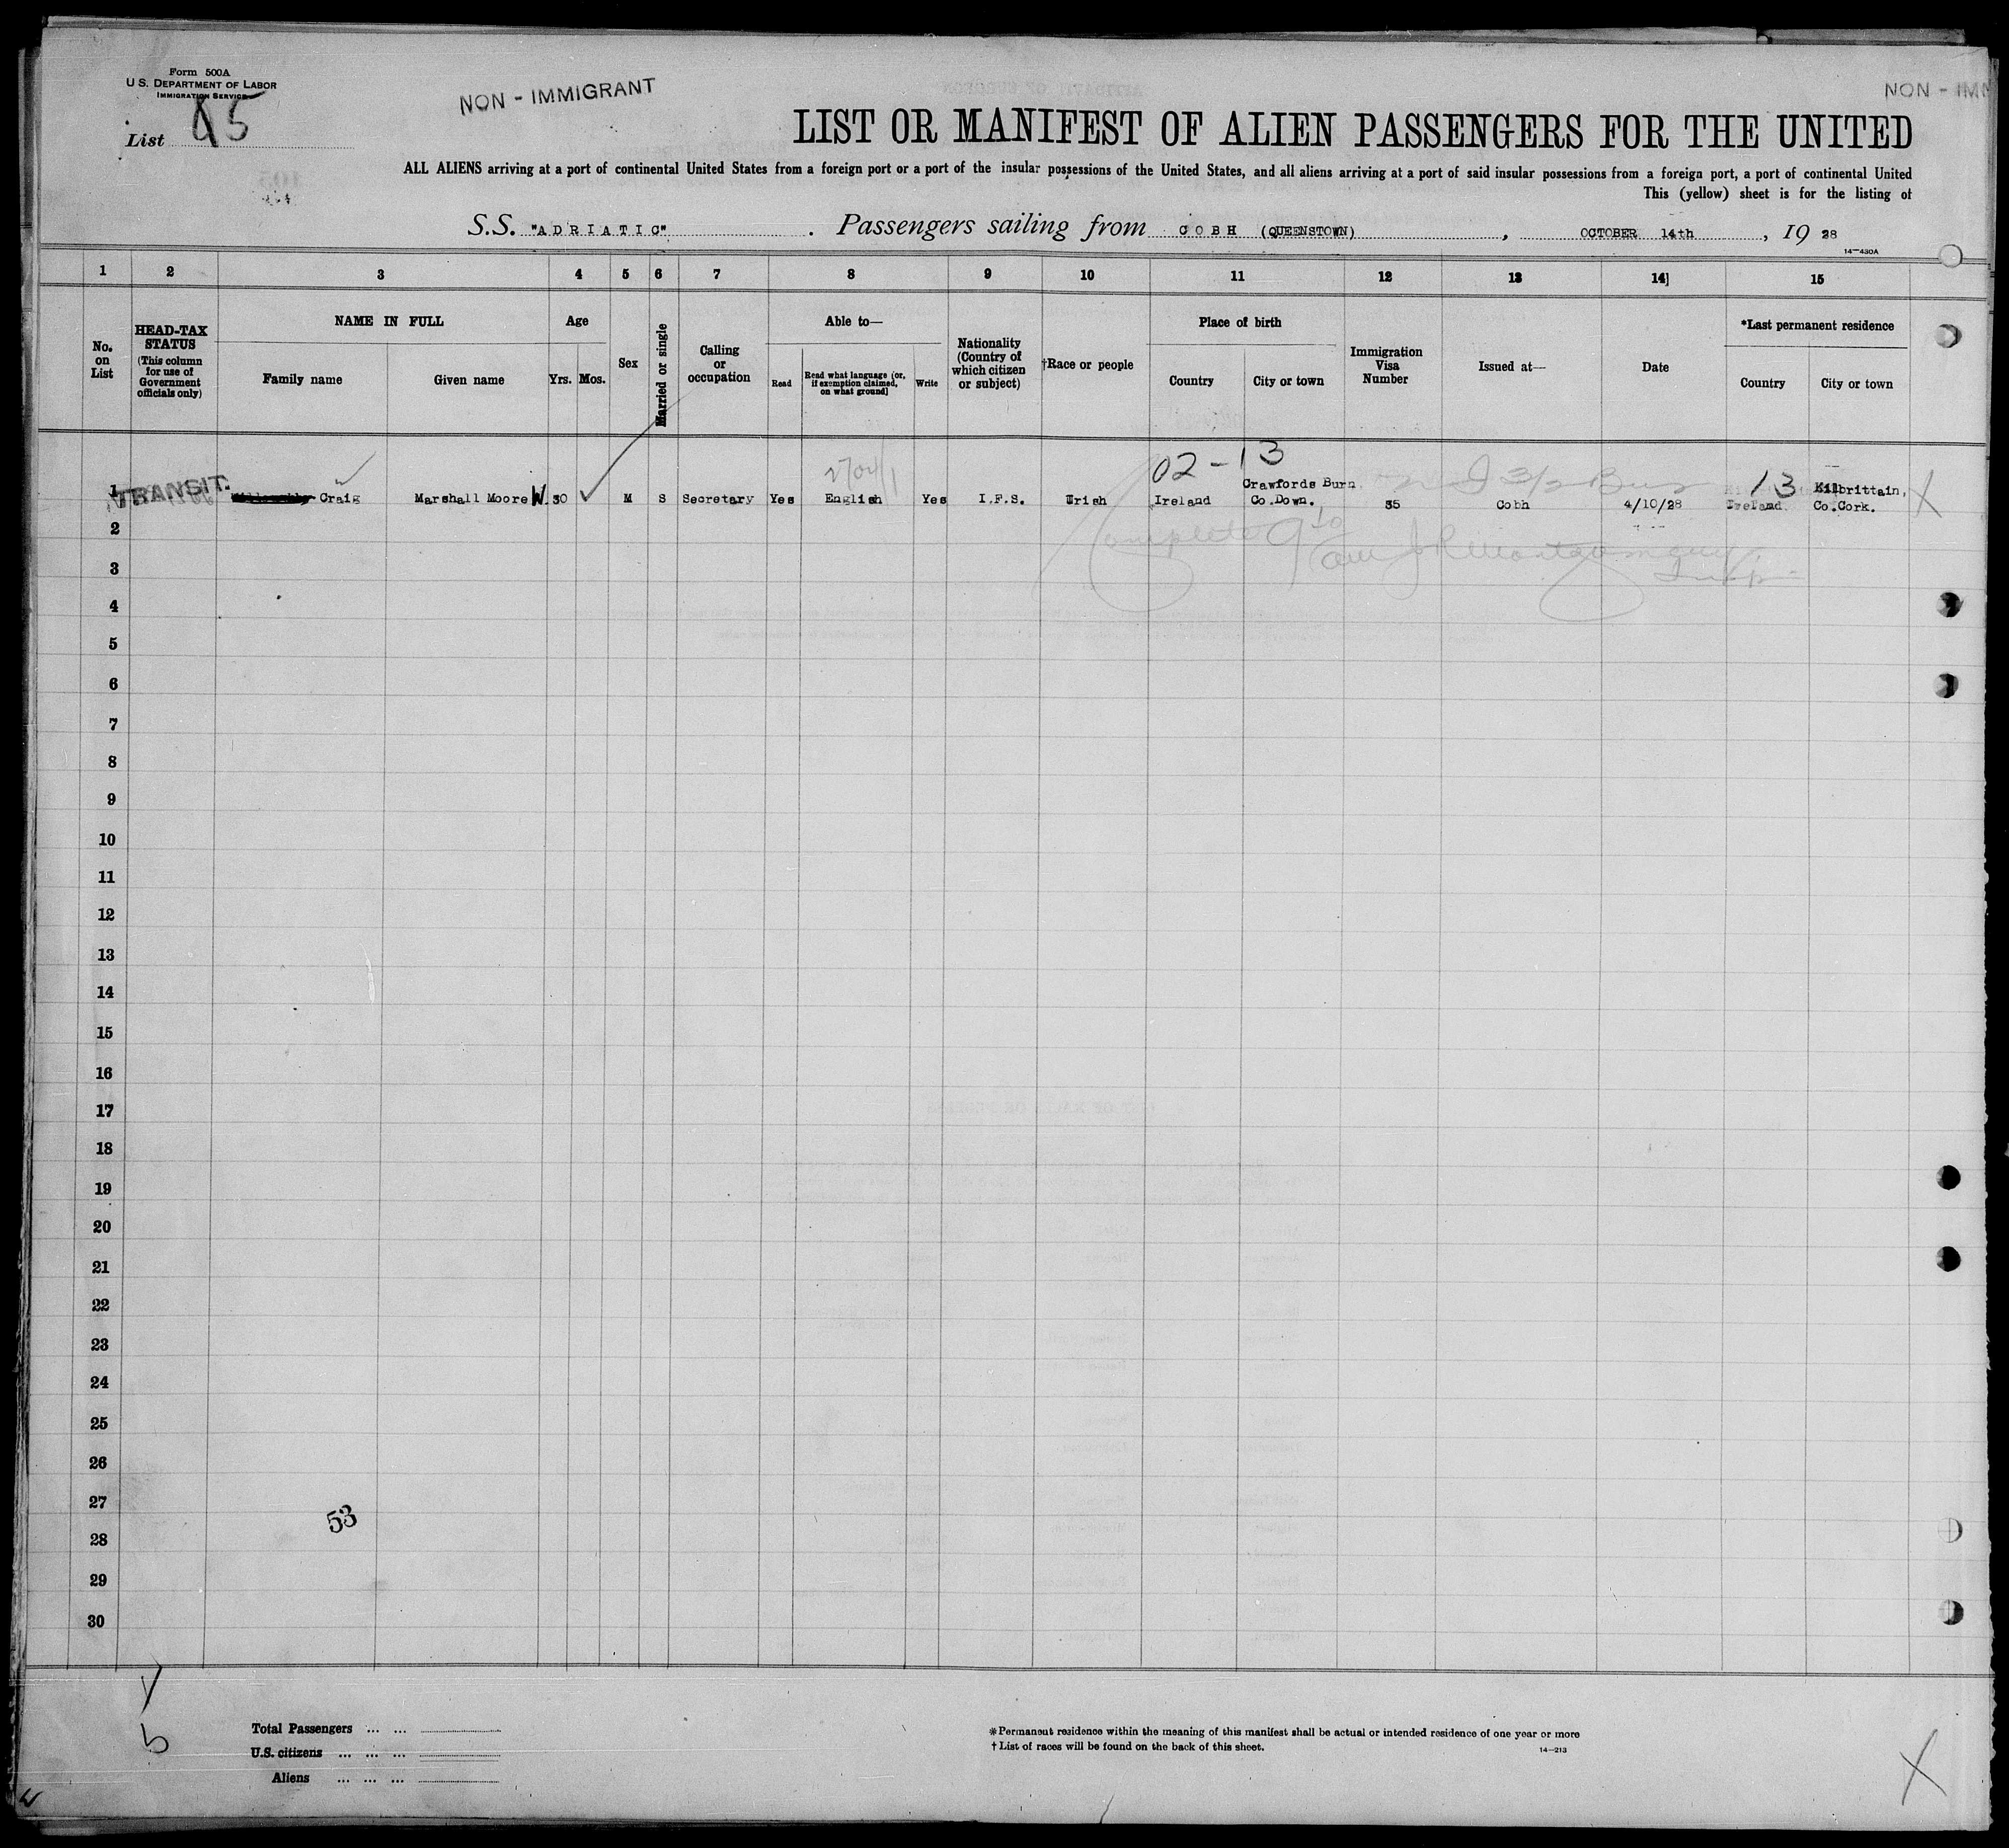 Form 500A
U.S. DEPARTMENT OF LABOR
IMMIGRATION SERVICE
NON - IMMIGRANT
NON - IMM
List 5
LIST OR MANIFEST OF ALIEN PASSENGERS FOR THE UNITED
ALL ALIENS arriving at a port of continental United States from a foreign port or a port of the insular possessions of the United States, and all aliens arriving at a port of said insular possessions from a foreign port, a port of continental United
This (yellow) sheet is for the listing of
S.S. "ADRIATIC" . Passengers sailing from COBH (QUEENSTOWN) , OCTOBER 14th , 19 28
14—430A
1 2 3 4 5 6 7 8 9 10 11 12 13 14] 15
No. on List
HEAD-TAX STATUS
(This column for use of Government officials only)
NAME IN FULL
Family name
Given name
Age
Yrs.
Mos.
Sex
Married or single
Calling or occupation
Able to—
Read
Read what language (or, if exemption claimed, on what ground)
Write
Nationality (Country of which citizen or subject)
†Race or people
Place of birth
Country
City or town
Immigration Visa Number
Issued at—
Date
*Last permanent residence
Country
City or town
02-13
13
1 TRANSIT. Craig Marshall Moore W. 30 M S Secretary Yes English Yes I.F.S. Wrish Ireland Crawfords Burn Co.Down. 35 Cobh 4/10/28 Ireland. Kilbrittain, Co.Cork.
2
3
4
5
6
7
8
9
10
11
12
13
14
15
16
17
18
19
20
21
22
23
24
25
26
27
53
28
29
30
Total Passengers ... ...
U.S. citizens ... ... ...
Aliens ... ... ...
*Permanent residence within the meaning of this manifest shall be actual or intended residence of one year or more
† List of races will be found on the back of this sheet.
14—213